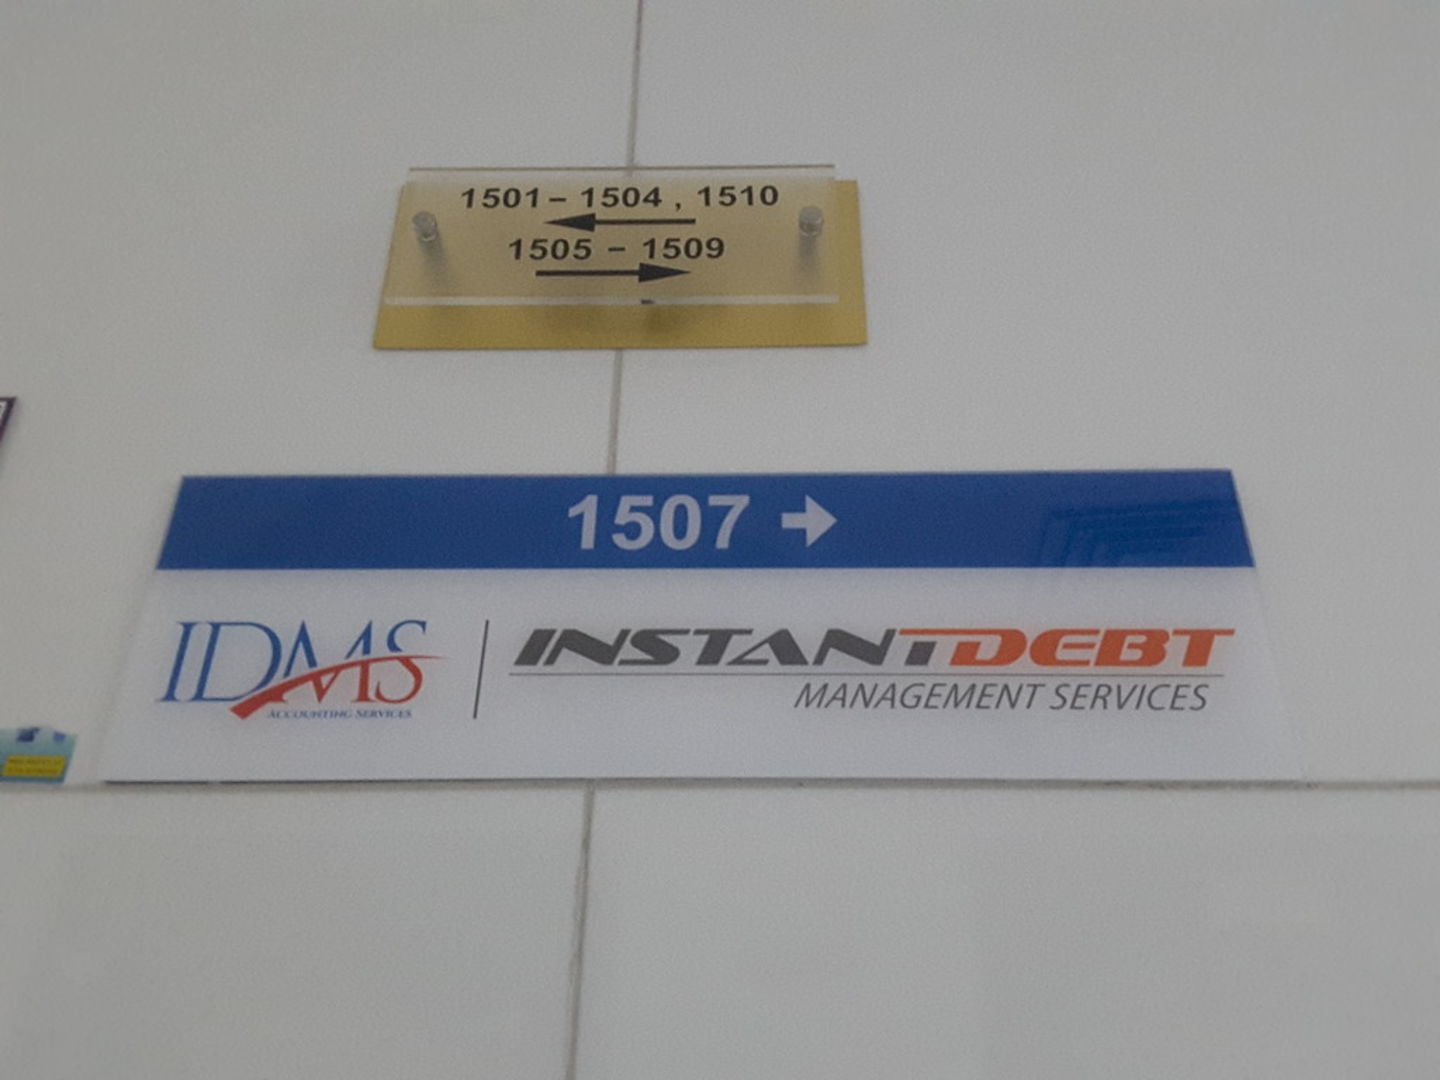 1501 – 1504 , 1510
←
1505 – 1509
→
1507 →
IDMS
ACCOUNTING SERVICES
INSTANTDEBT
MANAGEMENT SERVICES